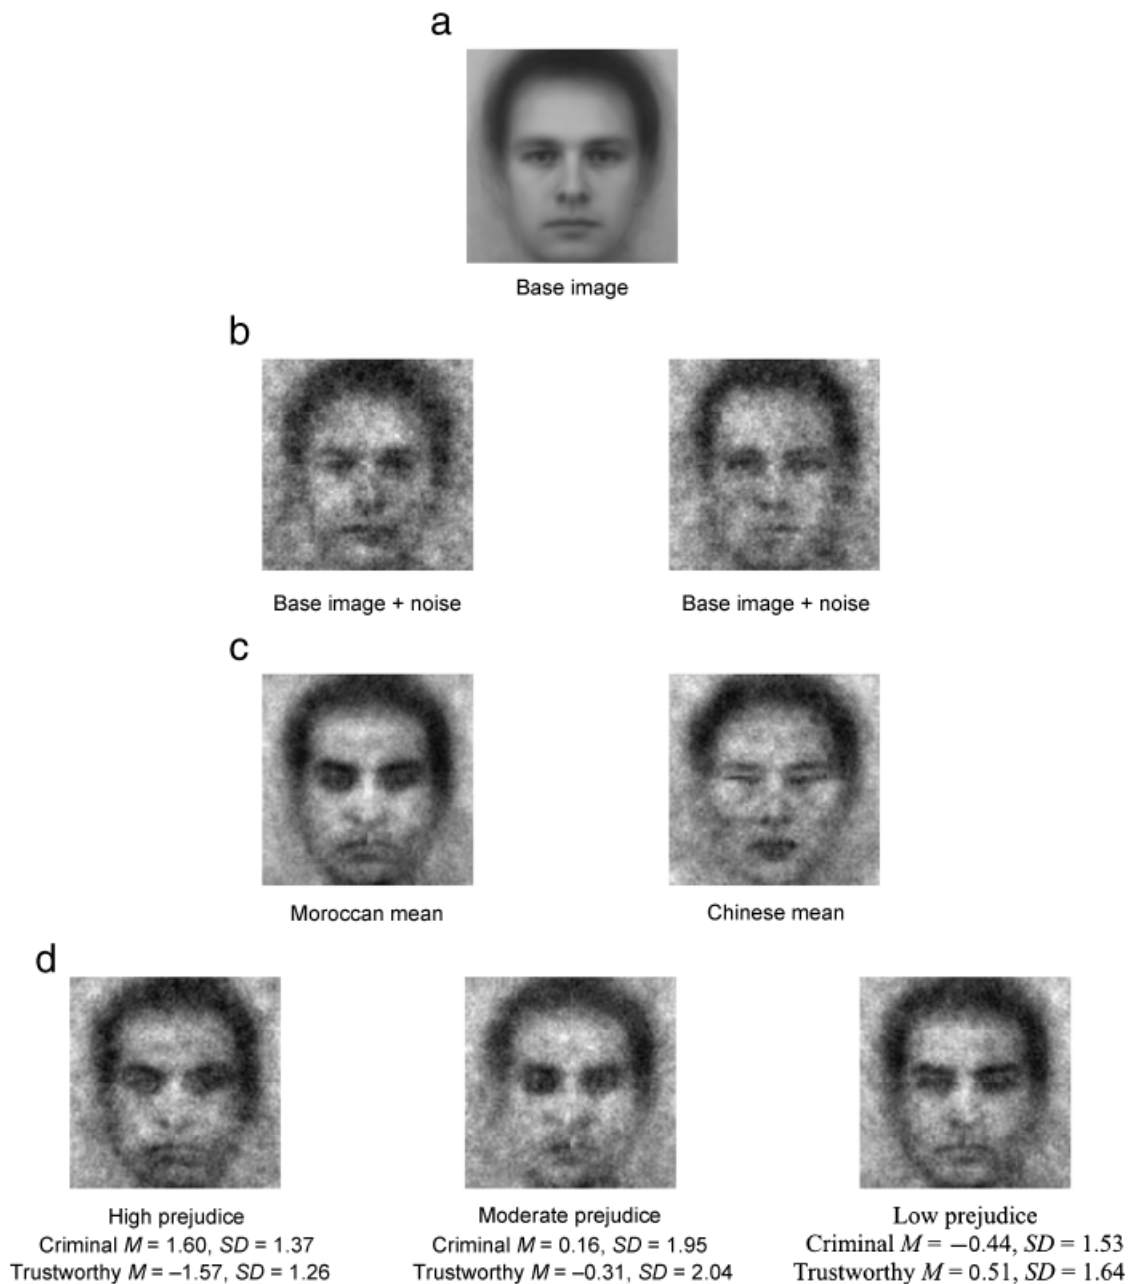 a
Base image
b
Base image + noise
Base image + noise
c
Moroccan mean
Chinese mean
d
High prejudice
Criminal M = 1.60, SD = 1.37
Trustworthy M = –1.57, SD = 1.26
Moderate prejudice
Criminal M = 0.16, SD = 1.95
Trustworthy M = –0.31, SD = 2.04
Low prejudice
Criminal M = −0.44, SD = 1.53
Trustworthy M = 0.51, SD = 1.64